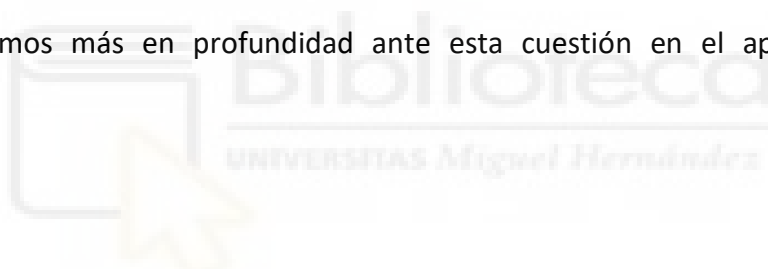 mos más en profundidad ante esta cuestión en el ap
Biblioteca
UNIVERSITAS Miguel Hernández